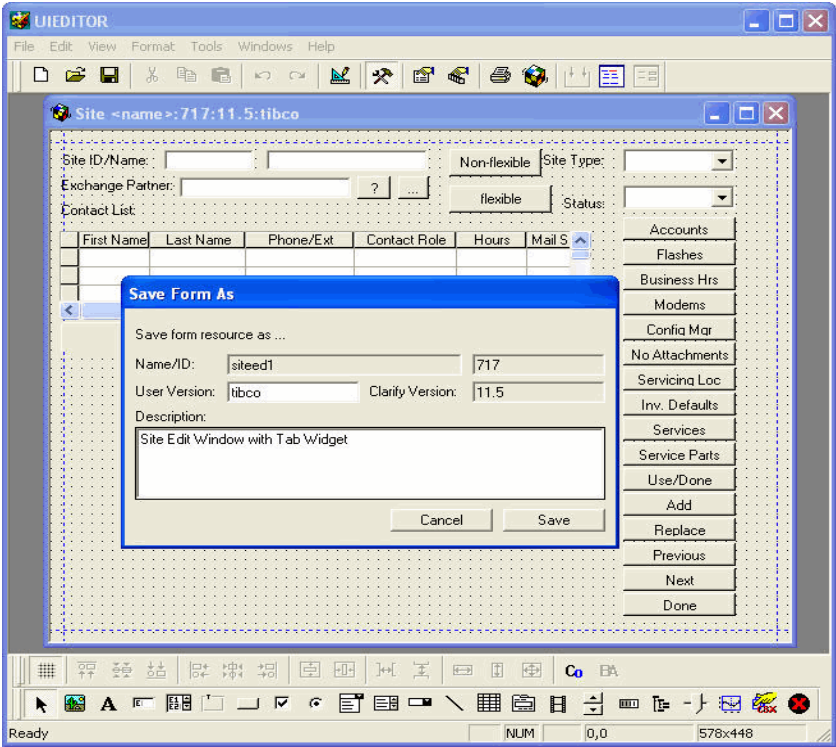 UIEDITOR
File Edit View Format Tools Windows Help
Site <name>:717:11.5:tibco
Site ID/Name: :
Non-flexible
Site Type:
Exchange Partner:
?
...
flexible
Status:
Contact List:
First Name Last Name Phone/Ext Contact Role Hours Mail S
Accounts
Flashes
Business Hrs
Modems
Config Mgr
No Attachments
Servicing Loc
Inv. Defaults
Services
Service Parts
Use/Done
Add
Replace
Previous
Next
Done
Save Form As
Save form resource as ...
Name/ID: siteed1 717
User Version: tibco Clarify Version: 11.5
Description:
Site Edit Window with Tab Widget
Cancel Save
Co BA
A
Ready NUM 0,0 578x448